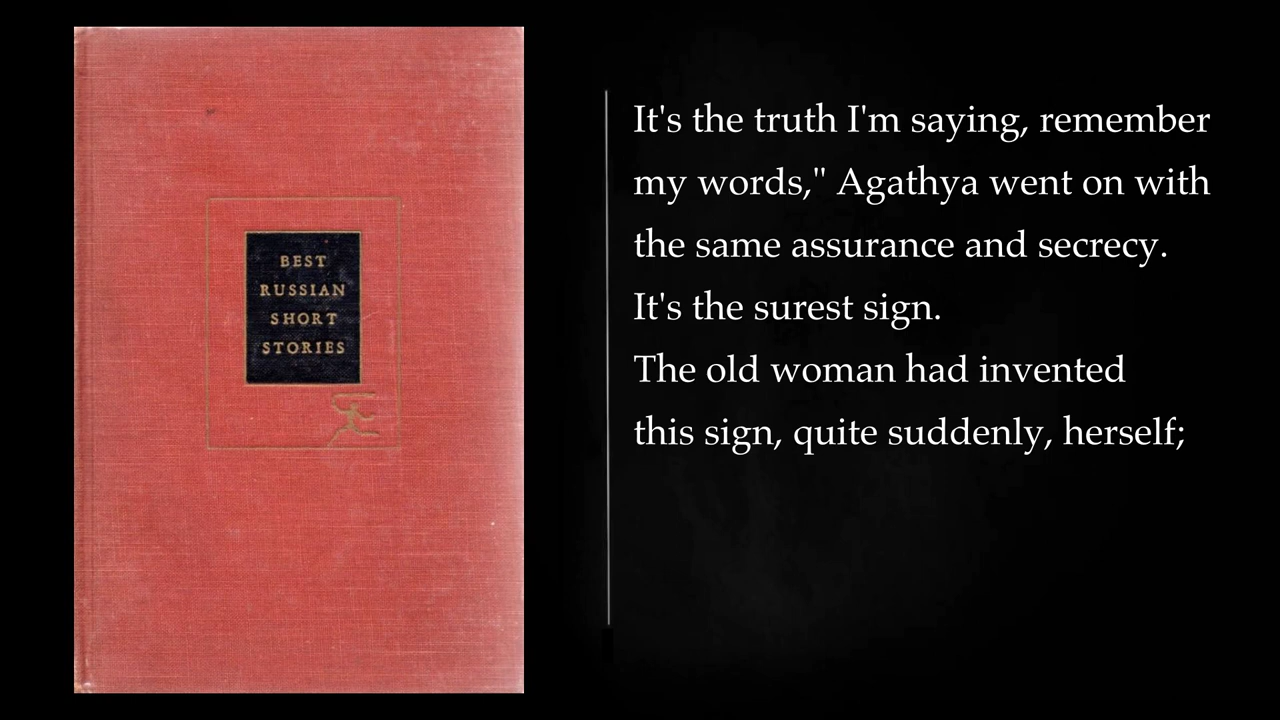 BEST
RUSSIAN
SHORT
STORIES
It's the truth I'm saying, remember
my words," Agathya went on with
the same assurance and secrecy.
It's the surest sign.
The old woman had invented
this sign, quite suddenly, herself;